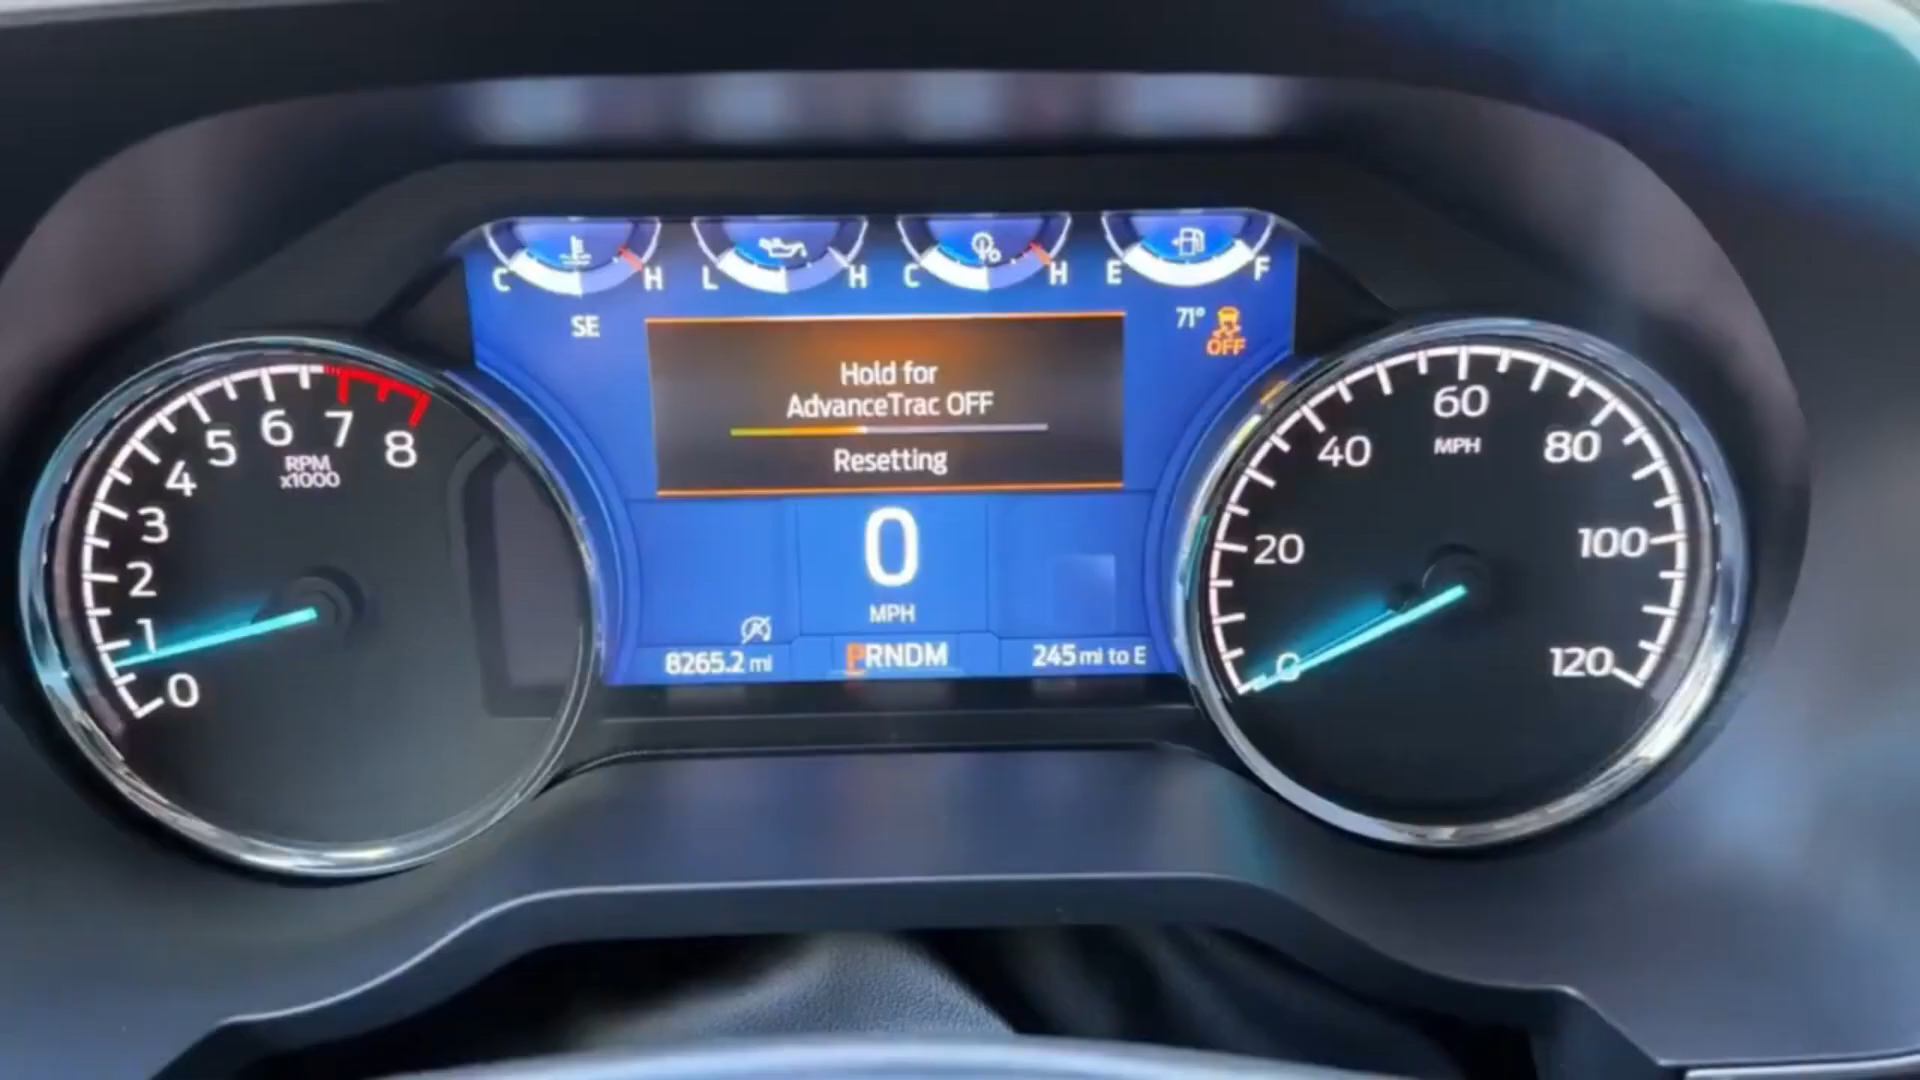 C H L H C H E F
SE
71°
OFF
Hold for
AdvanceTrac OFF
Resetting
0
MPH
8265.2 mi
PRNDM
245 mi to E
0 1 2 3 4 5 6 7 8
RPM
x1000
0 20 40 60 80 100 120
MPH